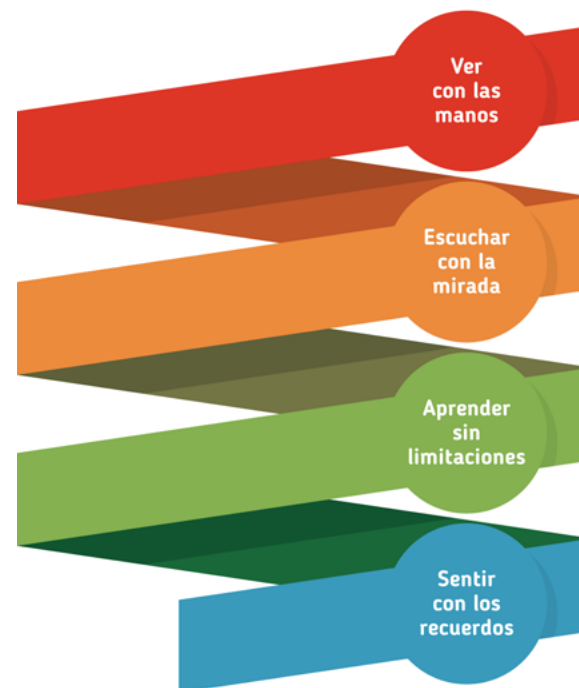 Ver
con las
manos
Escuchar
con la
mirada
Aprender
sin
limitaciones
Sentir
con los
recuerdos